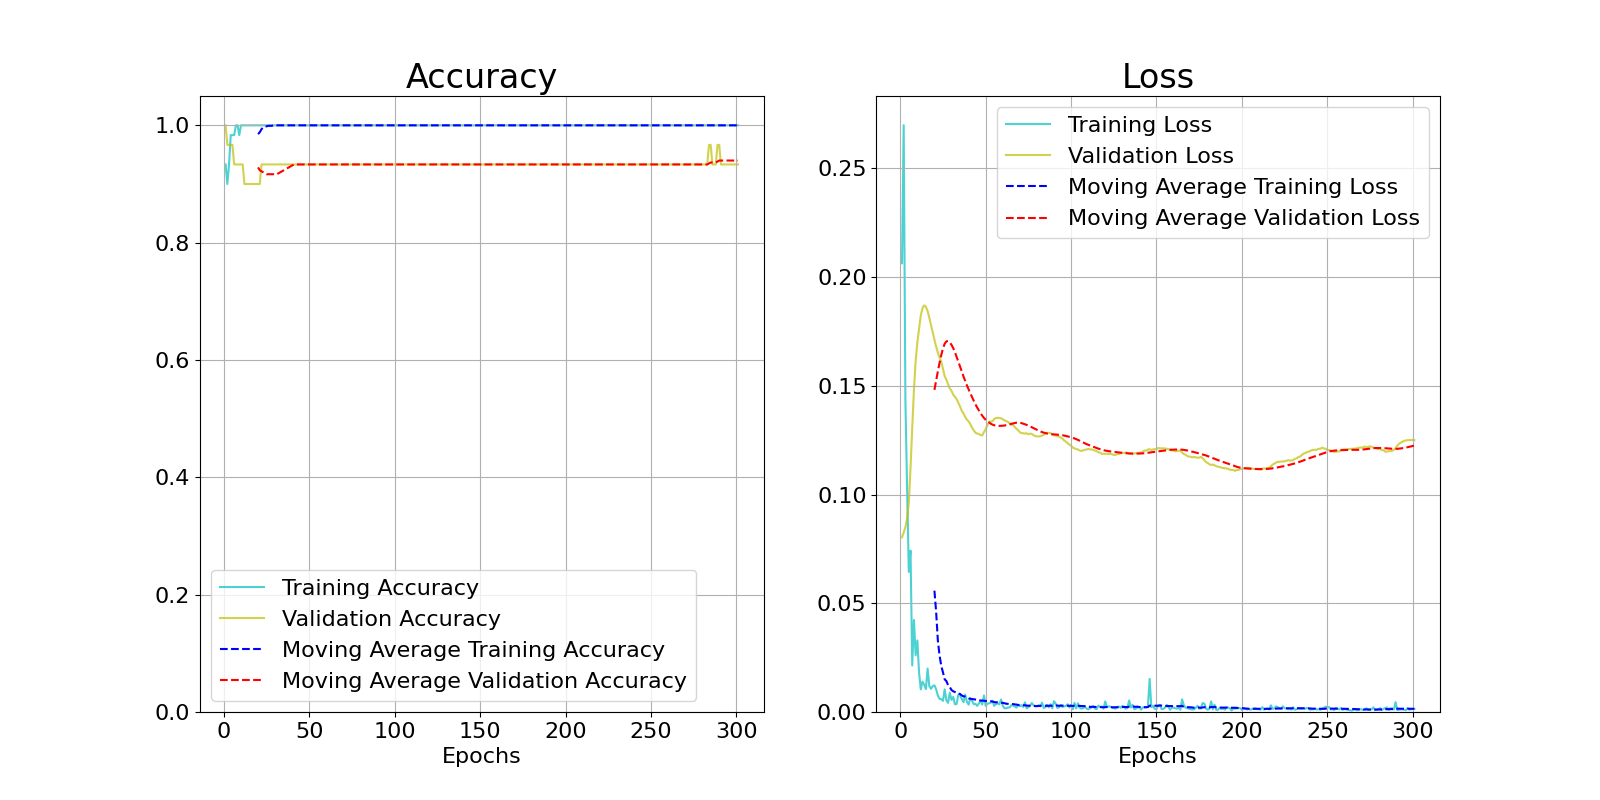 Accuracy
1.0
0.8
0.6
0.4
0.2
0.0
Training Accuracy
Validation Accuracy
Moving Average Training Accuracy
Moving Average Validation Accuracy
0 50 100 150 200 250 300
Epochs
Loss
0.25
0.20
0.15
0.10
0.05
0.00
Training Loss
Validation Loss
Moving Average Training Loss
Moving Average Validation Loss
0 50 100 150 200 250 300
Epochs